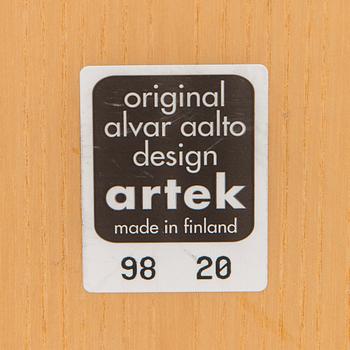 original
alvar aalto
design
artek
made in finland
98 20